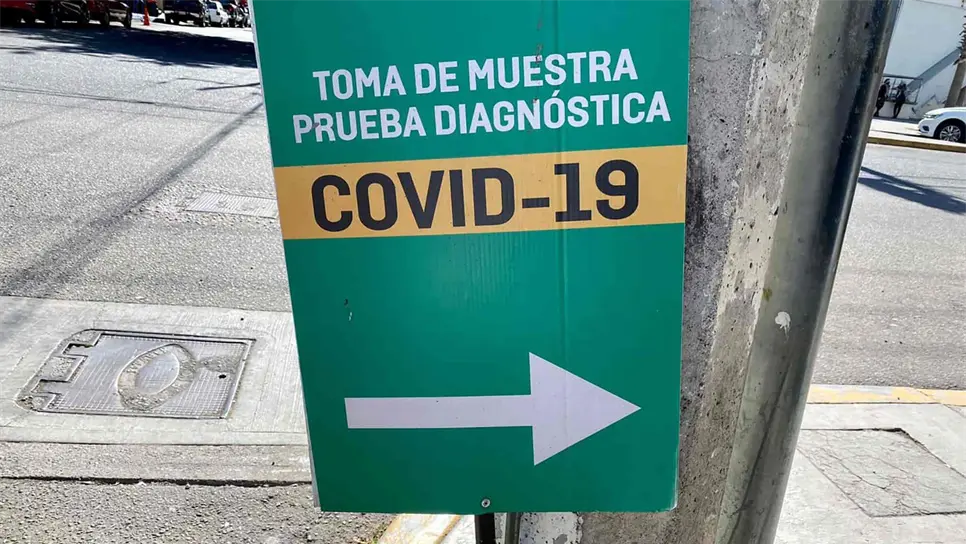 TOMA DE MUESTRA
PRUEBA DIAGNÓSTICA
COVID-19